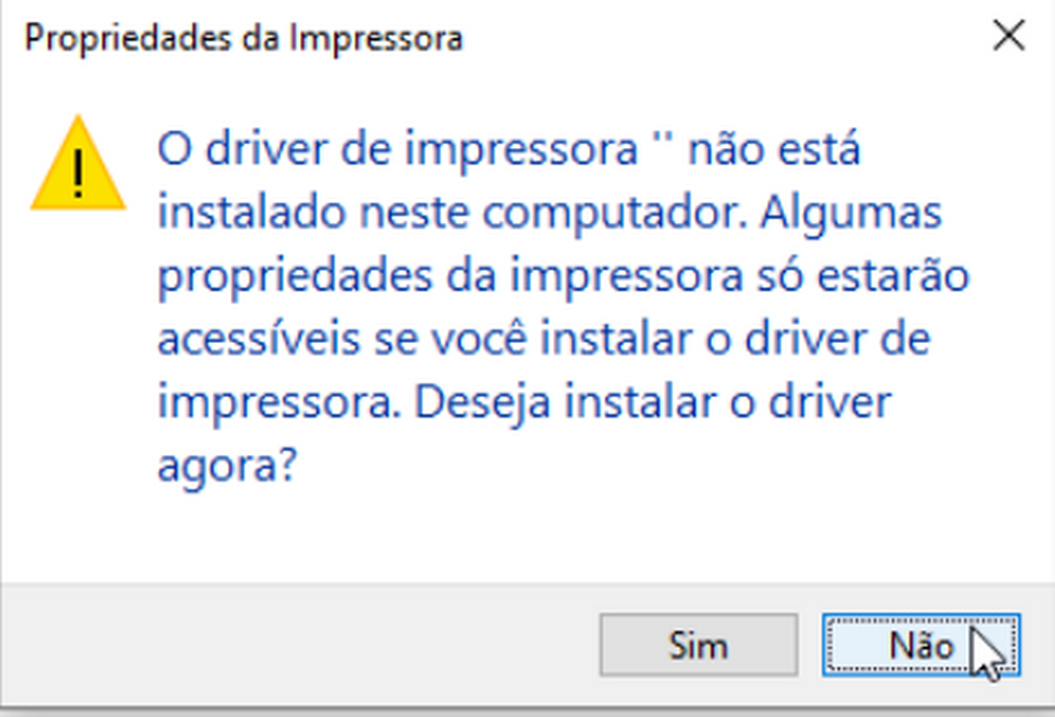 Propriedades da Impressora
O driver de impressora '' não está
instalado neste computador. Algumas
propriedades da impressora só estarão
acessíveis se você instalar o driver de
impressora. Deseja instalar o driver
agora?
Sim
Não